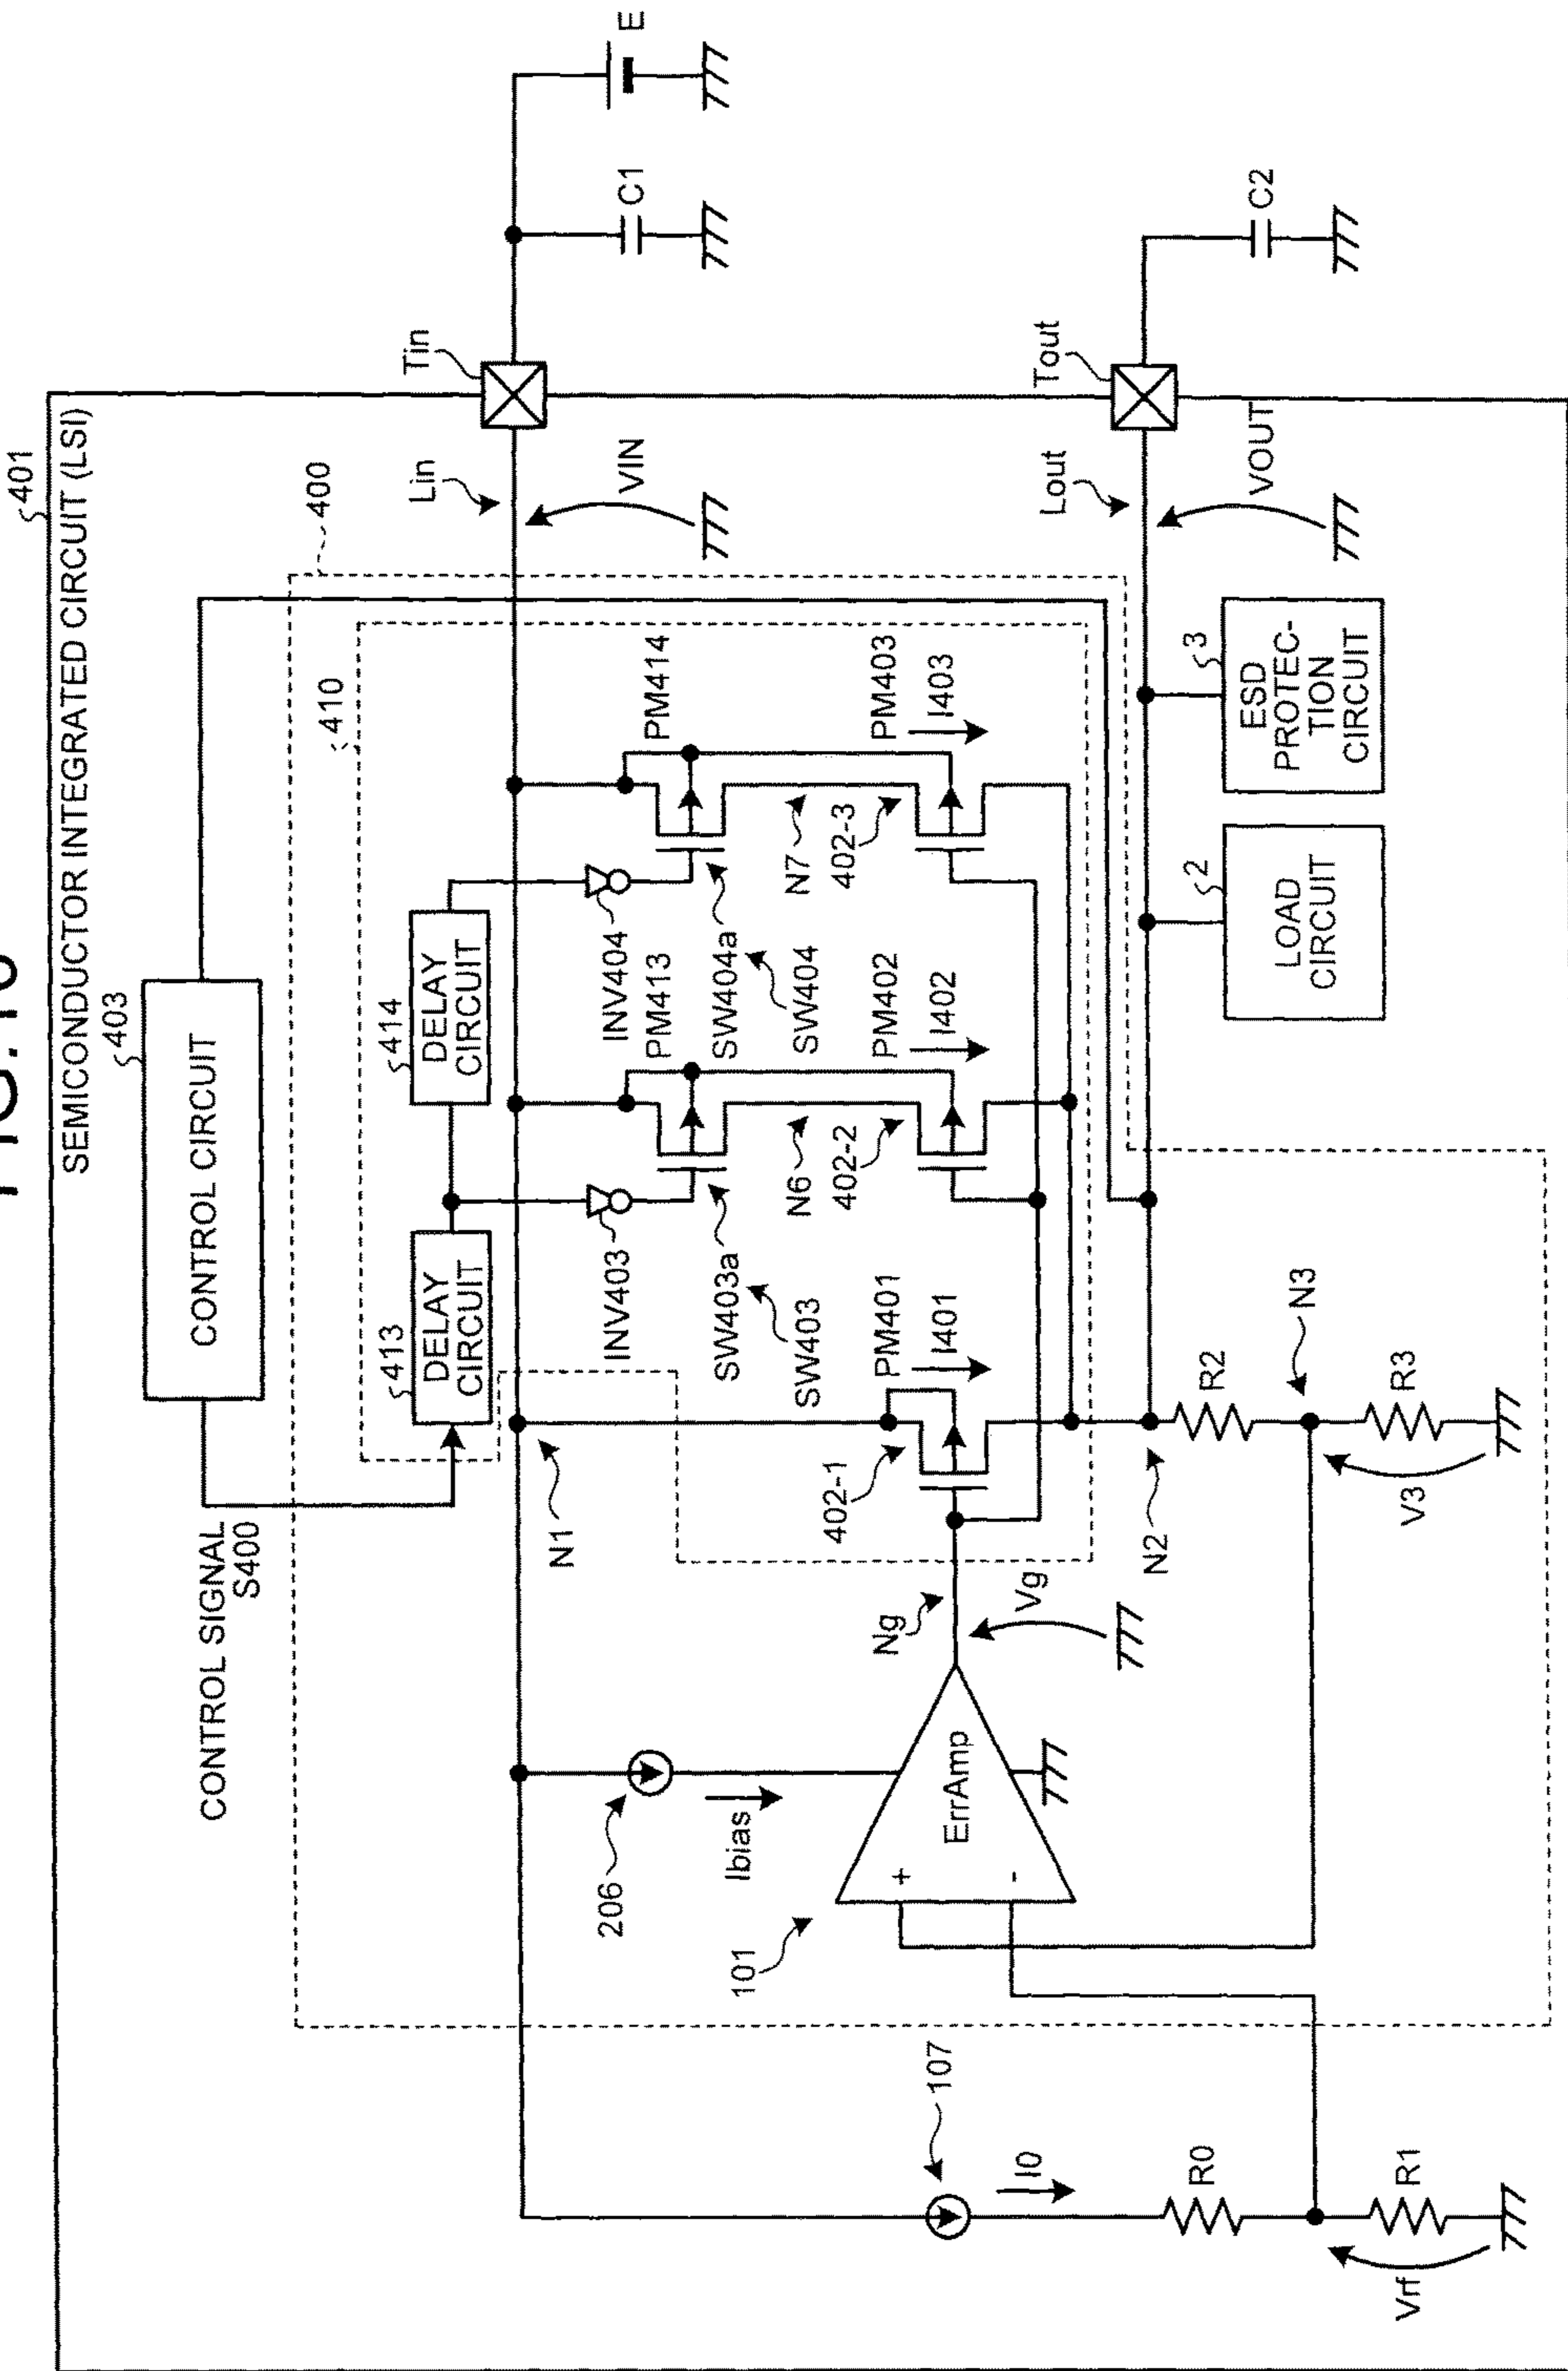 401
SEMICONDUCTOR INTEGRATED CIRCUIT (LSI)
403
CONTROL CIRCUIT
CONTROL SIGNAL
S400
400
410
413
DELAY
CIRCUIT
414
DELAY
CIRCUIT
INV403
INV404
PM413
PM414
SW403a
SW403
SW404a
SW404
N1
N6
N7
402-1
402-2
402-3
PM401
I401
PM402
I402
PM403
I403
Lin
VIN
Tin
C1
E
206
Ibias
101
ErrAmp
+
-
Ng
Vg
N2
R2
N3
R3
V3
107
I0
R0
R1
Vrf
2
LOAD
CIRCUIT
3
ESD
PROTEC-
TION
CIRCUIT
Lout
VOUT
Tout
C2